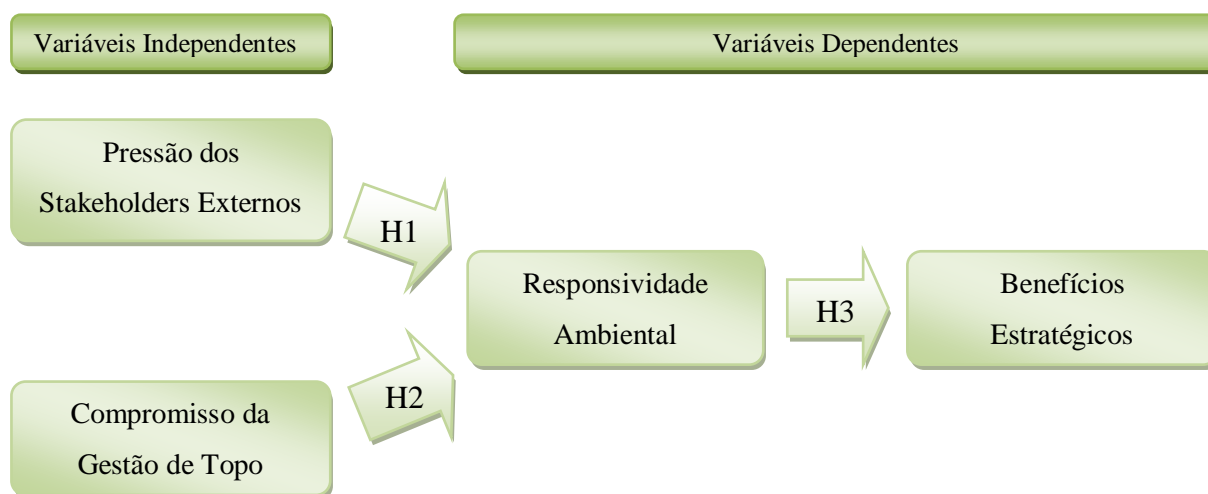 Variáveis Independentes
Variáveis Dependentes
Pressão dos
Stakeholders Externos
H1
Responsividade
Ambiental
H3
Benefícios
Estratégicos
H2
Compromisso da
Gestão de Topo